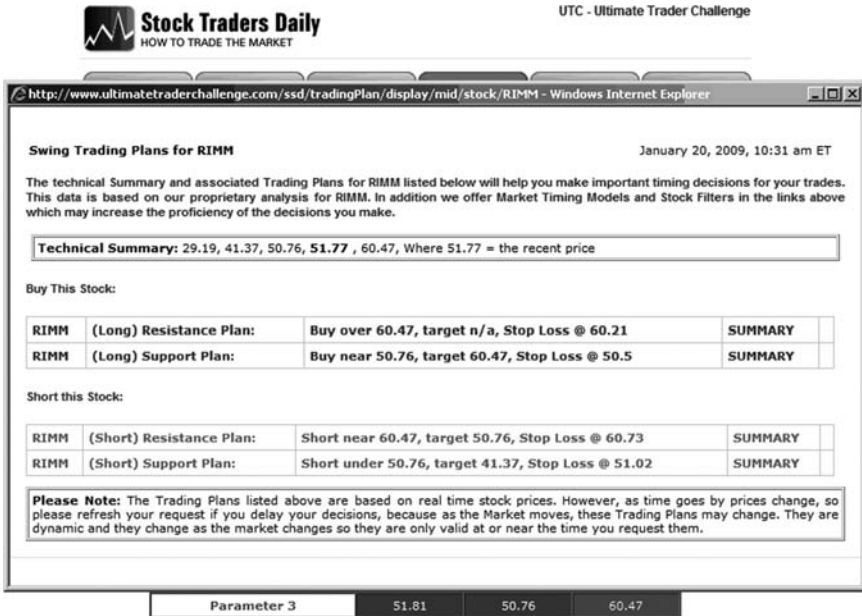 Stock Traders Daily
HOW TO TRADE THE MARKET
UTC - Ultimate Trader Challenge
http://www.ultimatetraderchallenge.com/ssd/tradingPlan/display/mid/stock/RIMM - Windows Internet Explorer
Swing Trading Plans for RIMM January 20, 2009, 10:31 am ET
The technical Summary and associated Trading Plans for RIMM listed below will help you make important timing decisions for your trades.
This data is based on our proprietary analysis for RIMM. In addition we offer Market Timing Models and Stock Filters in the links above
which may increase the proficiency of the decisions you make.
Technical Summary: 29.19, 41.37, 50.76, 51.77 , 60.47, Where 51.77 = the recent price
Buy This Stock:
RIMM (Long) Resistance Plan: Buy over 60.47, target n/a, Stop Loss @ 60.21 SUMMARY
RIMM (Long) Support Plan: Buy near 50.76, target 60.47, Stop Loss @ 50.5 SUMMARY
Short this Stock:
RIMM (Short) Resistance Plan: Short near 60.47, target 50.76, Stop Loss @ 60.73 SUMMARY
RIMM (Short) Support Plan: Short under 50.76, target 41.37, Stop Loss @ 51.02 SUMMARY
Please Note: The Trading Plans listed above are based on real time stock prices. However, as time goes by prices change, so
please refresh your request if you delay your decisions, because as the Market moves, these Trading Plans may change. They are
dynamic and they change as the market changes so they are only valid at or near the time you request them.
Parameter 3 51.81 50.76 60.47